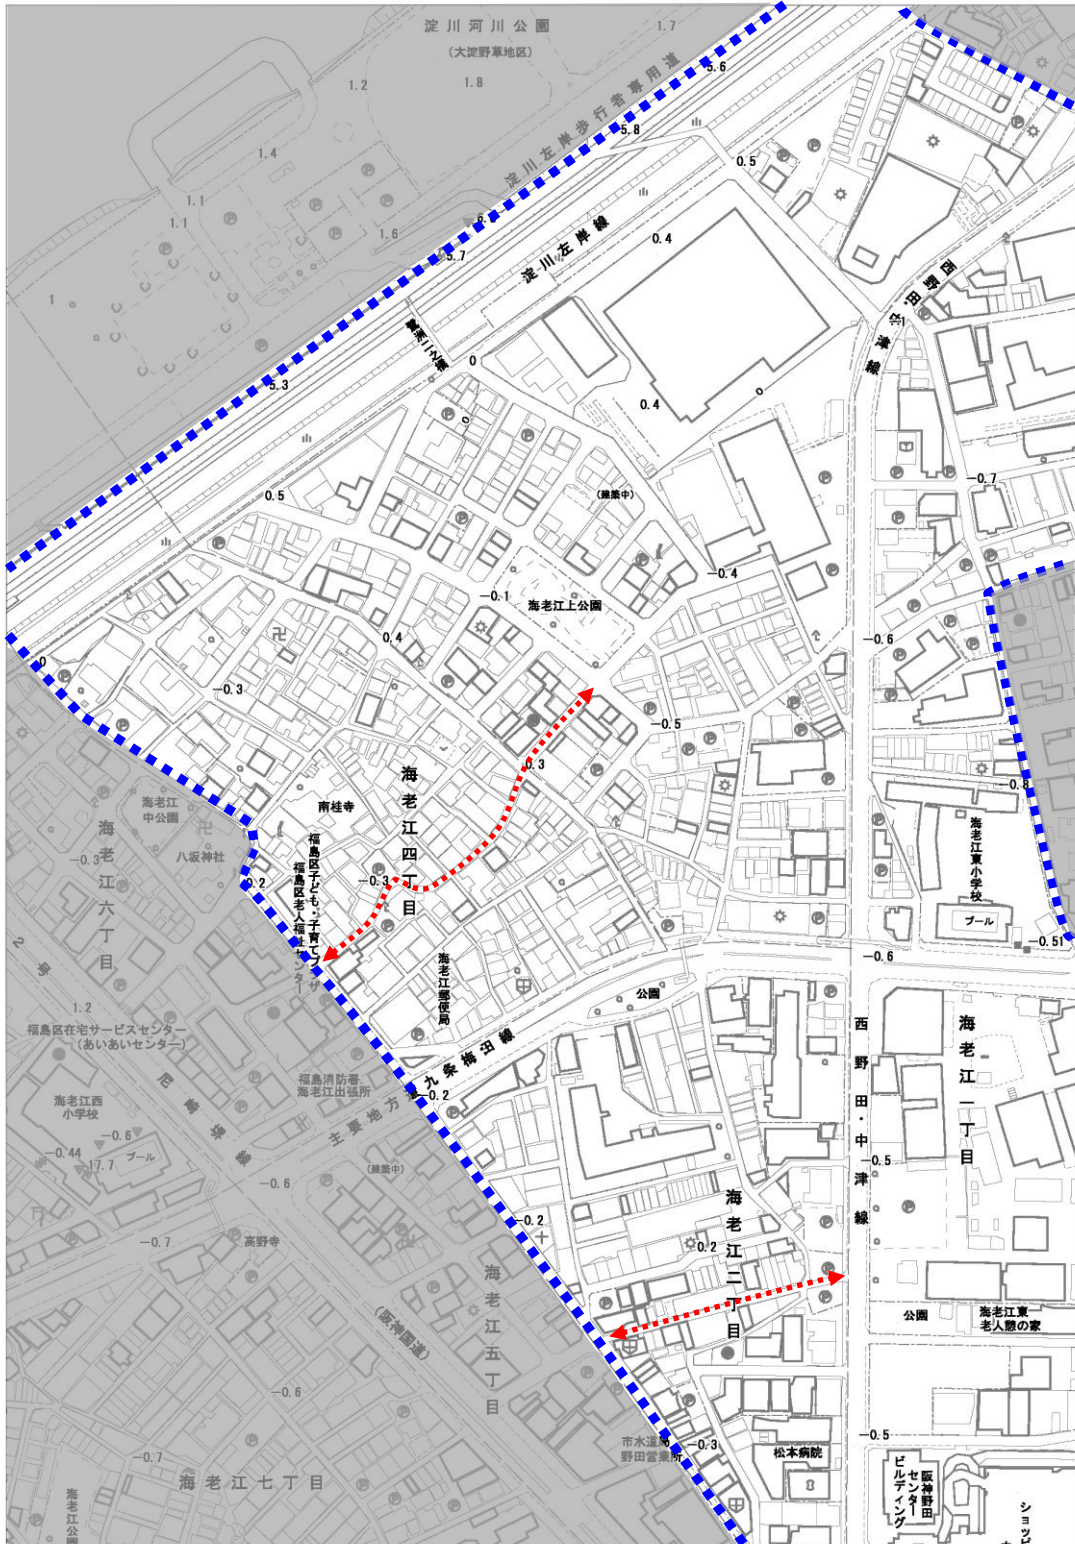 淀川河川公園
(大淀野草地区)
1.7
1.2
1.8
5.6
淀川左岸歩行者専用道
5.8
1.4
0.5
1.1
1.1
1.6
5.7
淀川左岸線
0.4
西野田・中津線
1
0
5.3
0.4
0
0
0.5
-0.7
(建築中)
-0.4
-0.1
海老江上公園
0.4
-0.6
0
-0.3
-0.5
0.3
-0.8
海老江四丁目
南桂寺
海老江中公園
八坂神社
-0.3
海老江六丁目
0.2
-0.3
福島区子ども・子育てプラザ
福島区老人福祉センター
海老江東小学校
プール
-0.51
-0.6
海老江郵便局
公園
1.2
福島区在宅サービスセンター
(あいあいセンター)
九条梅田線
主要地方道
西野田・中津線
海老江一丁目
福島消防署
海老江出張所
-0.2
海老江西
小学校
-0.6
-0.44
17.7
プール
(建築中)
-0.6
-0.5
海老江二丁目
-0.2
-0.7
高野寺
0.2
海老江五丁目
(阪神国道)
公園
海老江東
老人憩の家
-0.6
-0.5
-0.3
市水道局
野田営業所
松本病院
-0.7
海老江七丁目
海老江公園
阪神野田
センター
ビルディング
ショッピ